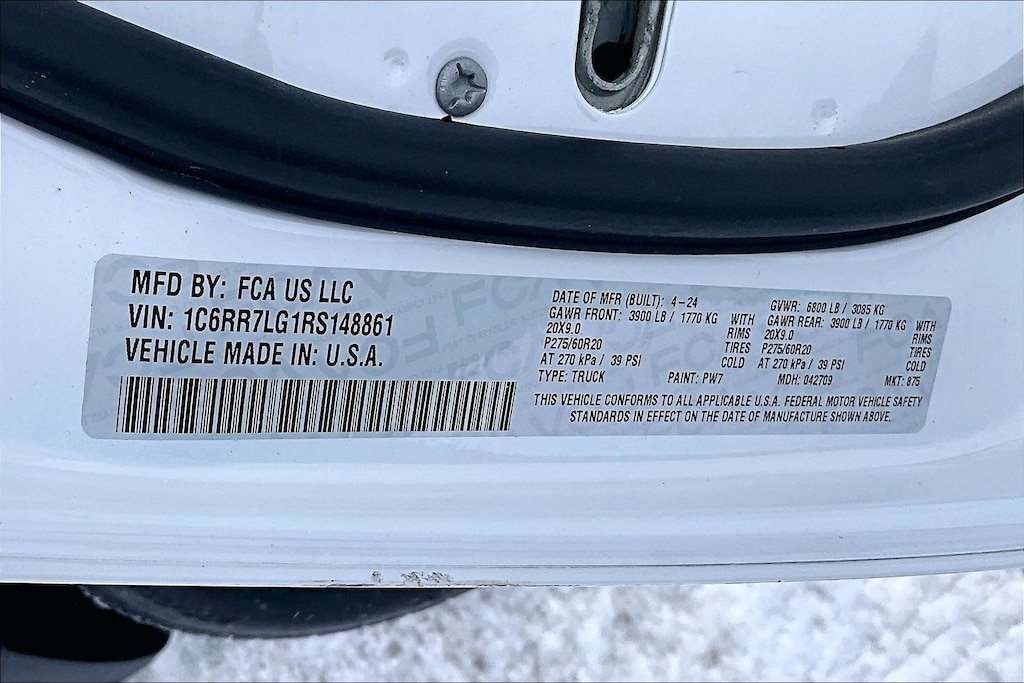 MFD BY: FCA US LLC
VIN: 1C6RR7LG1RS148861
VEHICLE MADE IN: U.S.A.
DATE OF MFR (BUILT): 4-24 GVWR: 6800 LB / 3085 KG
GAWR FRONT: 3900 LB / 1770 KG WITH GAWR REAR: 3900 LB / 1770 KG WITH
20X9.0 RIMS 20X9.0 RIMS
P275/60R20 TIRES P275/60R20 TIRES
AT 270 kPa / 39 PSI COLD AT 270 kPa / 39 PSI COLD
TYPE: TRUCK PAINT: PW7 MDH: 042709 MKT: 875
THIS VEHICLE CONFORMS TO ALL APPLICABLE U.S.A. FEDERAL MOTOR VEHICLE SAFETY
STANDARDS IN EFFECT ON THE DATE OF MANUFACTURE SHOWN ABOVE.